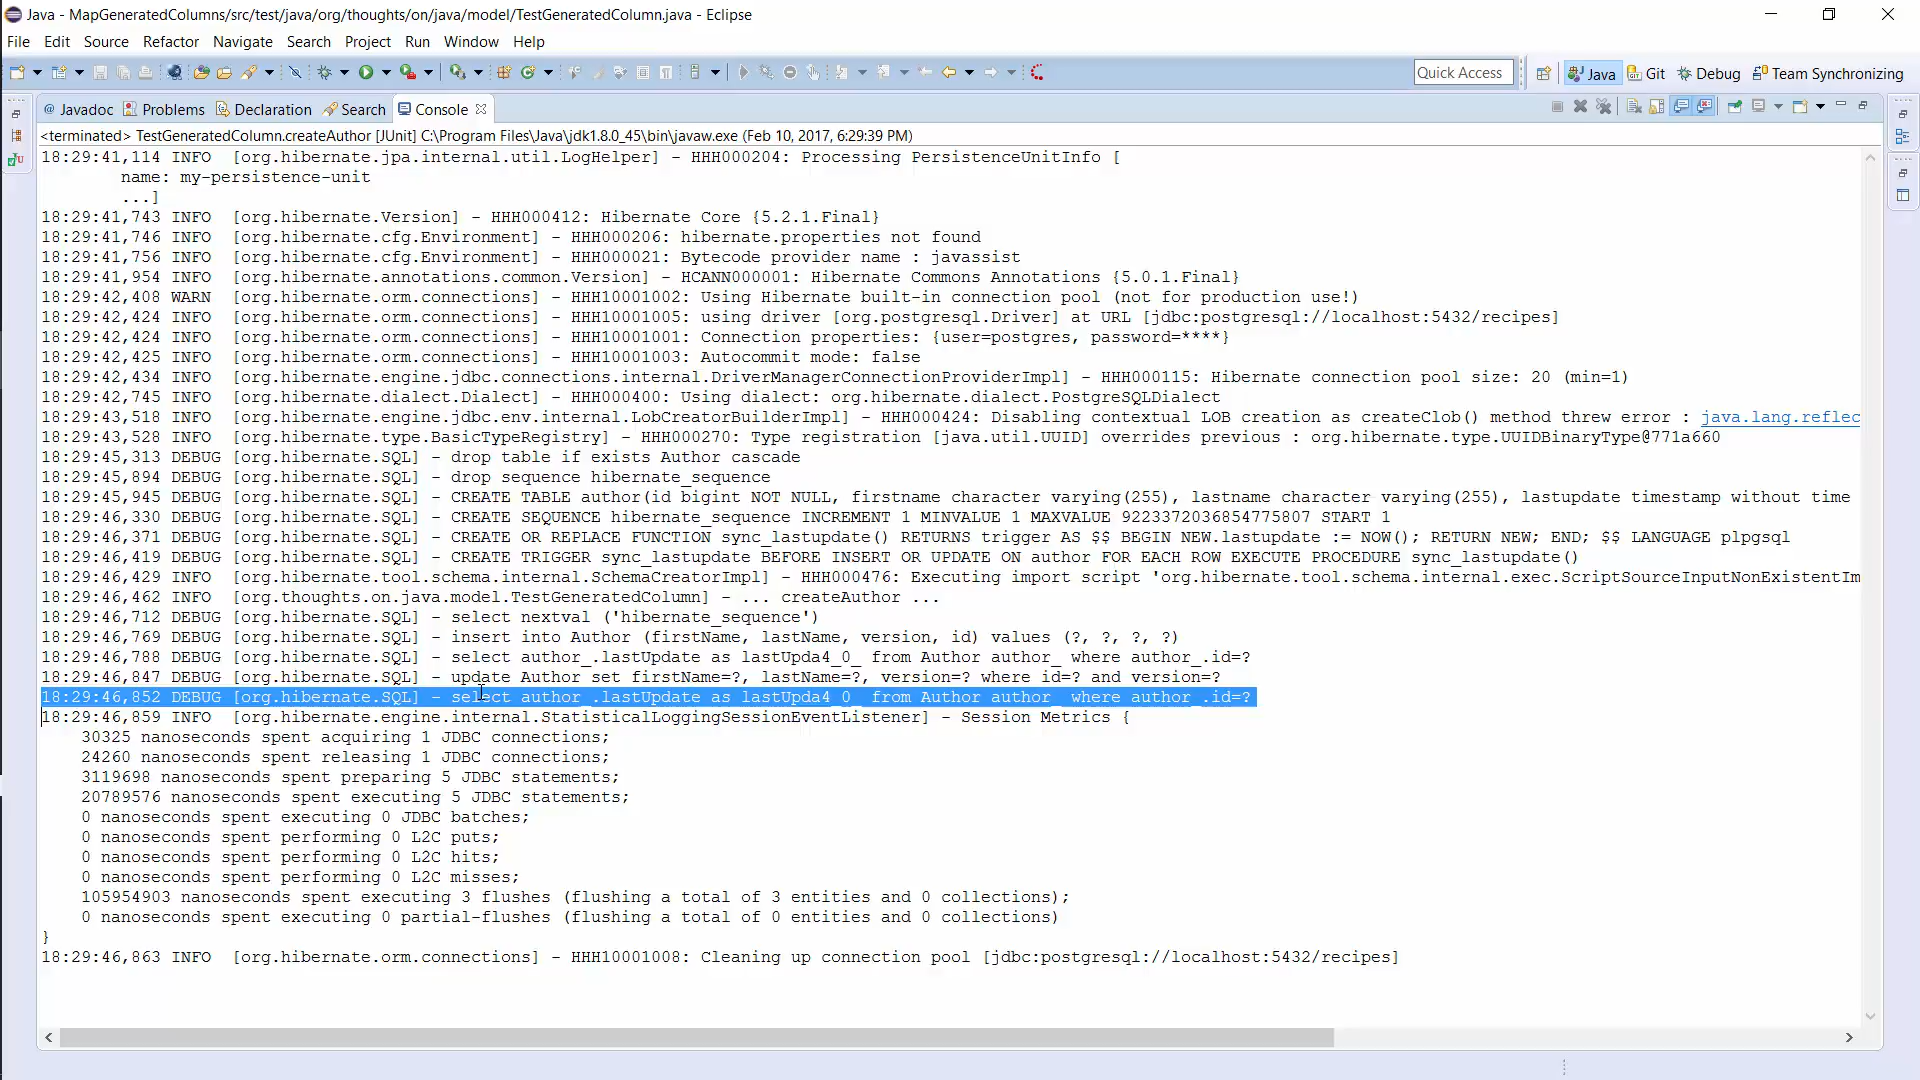 Java - MapGeneratedColumns/src/test/java/org/thoughts/on/java/model/TestGeneratedColumn.java - Eclipse
File Edit Source Refactor Navigate Search Project Run Window Help
Quick Access
Java
Git
Debug
Team Synchronizing
@ Javadoc
Problems
Declaration
Search
Console
<terminated> TestGeneratedColumn.createAuthor [JUnit] C:\Program Files\Java\jdk1.8.0_45\bin\javaw.exe (Feb 10, 2017, 6:29:39 PM)
18:29:41,114 INFO [org.hibernate.jpa.internal.util.LogHelper] - HHH000204: Processing PersistenceUnitInfo [
name: my-persistence-unit
...]
18:29:41,743 INFO [org.hibernate.Version] - HHH000412: Hibernate Core {5.2.1.Final}
18:29:41,746 INFO [org.hibernate.cfg.Environment] - HHH000206: hibernate.properties not found
18:29:41,756 INFO [org.hibernate.cfg.Environment] - HHH000021: Bytecode provider name : javassist
18:29:41,954 INFO [org.hibernate.annotations.common.Version] - HCANN000001: Hibernate Commons Annotations {5.0.1.Final}
18:29:42,408 WARN [org.hibernate.orm.connections] - HHH10001002: Using Hibernate built-in connection pool (not for production use!)
18:29:42,424 INFO [org.hibernate.orm.connections] - HHH10001005: using driver [org.postgresql.Driver] at URL [jdbc:postgresql://localhost:5432/recipes]
18:29:42,424 INFO [org.hibernate.orm.connections] - HHH10001001: Connection properties: {user=postgres, password=****}
18:29:42,425 INFO [org.hibernate.orm.connections] - HHH10001003: Autocommit mode: false
18:29:42,434 INFO [org.hibernate.engine.jdbc.connections.internal.DriverManagerConnectionProviderImpl] - HHH000115: Hibernate connection pool size: 20 (min=1)
18:29:42,745 INFO [org.hibernate.dialect.Dialect] - HHH000400: Using dialect: org.hibernate.dialect.PostgreSQLDialect
18:29:43,518 INFO [org.hibernate.engine.jdbc.env.internal.LobCreatorBuilderImpl] - HHH000424: Disabling contextual LOB creation as createClob() method threw error : java.lang.reflec
18:29:43,528 INFO [org.hibernate.type.BasicTypeRegistry] - HHH000270: Type registration [java.util.UUID] overrides previous : org.hibernate.type.UUIDBinaryType@771a660
18:29:45,313 DEBUG [org.hibernate.SQL] - drop table if exists Author cascade
18:29:45,894 DEBUG [org.hibernate.SQL] - drop sequence hibernate_sequence
18:29:45,945 DEBUG [org.hibernate.SQL] - CREATE TABLE author(id bigint NOT NULL, firstname character varying(255), lastname character varying(255), lastupdate timestamp without time
18:29:46,330 DEBUG [org.hibernate.SQL] - CREATE SEQUENCE hibernate_sequence INCREMENT 1 MINVALUE 1 MAXVALUE 9223372036854775807 START 1
18:29:46,371 DEBUG [org.hibernate.SQL] - CREATE OR REPLACE FUNCTION sync_lastupdate() RETURNS trigger AS $$ BEGIN NEW.lastupdate := NOW(); RETURN NEW; END; $$ LANGUAGE plpgsql
18:29:46,419 DEBUG [org.hibernate.SQL] - CREATE TRIGGER sync_lastupdate BEFORE INSERT OR UPDATE ON author FOR EACH ROW EXECUTE PROCEDURE sync_lastupdate()
18:29:46,429 INFO [org.hibernate.tool.schema.internal.SchemaCreatorImpl] - HHH000476: Executing import script 'org.hibernate.tool.schema.internal.exec.ScriptSourceInputNonExistentIm
18:29:46,462 INFO [org.thoughts.on.java.model.TestGeneratedColumn] - ... createAuthor ...
18:29:46,712 DEBUG [org.hibernate.SQL] - select nextval ('hibernate_sequence')
18:29:46,769 DEBUG [org.hibernate.SQL] - insert into Author (firstName, lastName, version, id) values (?, ?, ?, ?)
18:29:46,788 DEBUG [org.hibernate.SQL] - select author_.lastUpdate as lastUpda4_0_ from Author author_ where author_.id=?
18:29:46,847 DEBUG [org.hibernate.SQL] - update Author set firstName=?, lastName=?, version=? where id=? and version=?
18:29:46,852 DEBUG [org.hibernate.SQL] - select author_.lastUpdate as lastUpda4_0_ from Author author_ where author_.id=?
18:29:46,859 INFO [org.hibernate.engine.internal.StatisticalLoggingSessionEventListener] - Session Metrics {
30325 nanoseconds spent acquiring 1 JDBC connections;
24260 nanoseconds spent releasing 1 JDBC connections;
3119698 nanoseconds spent preparing 5 JDBC statements;
20789576 nanoseconds spent executing 5 JDBC statements;
0 nanoseconds spent executing 0 JDBC batches;
0 nanoseconds spent performing 0 L2C puts;
0 nanoseconds spent performing 0 L2C hits;
0 nanoseconds spent performing 0 L2C misses;
105954903 nanoseconds spent executing 3 flushes (flushing a total of 3 entities and 0 collections);
0 nanoseconds spent executing 0 partial-flushes (flushing a total of 0 entities and 0 collections)
}
18:29:46,863 INFO [org.hibernate.orm.connections] - HHH10001008: Cleaning up connection pool [jdbc:postgresql://localhost:5432/recipes]